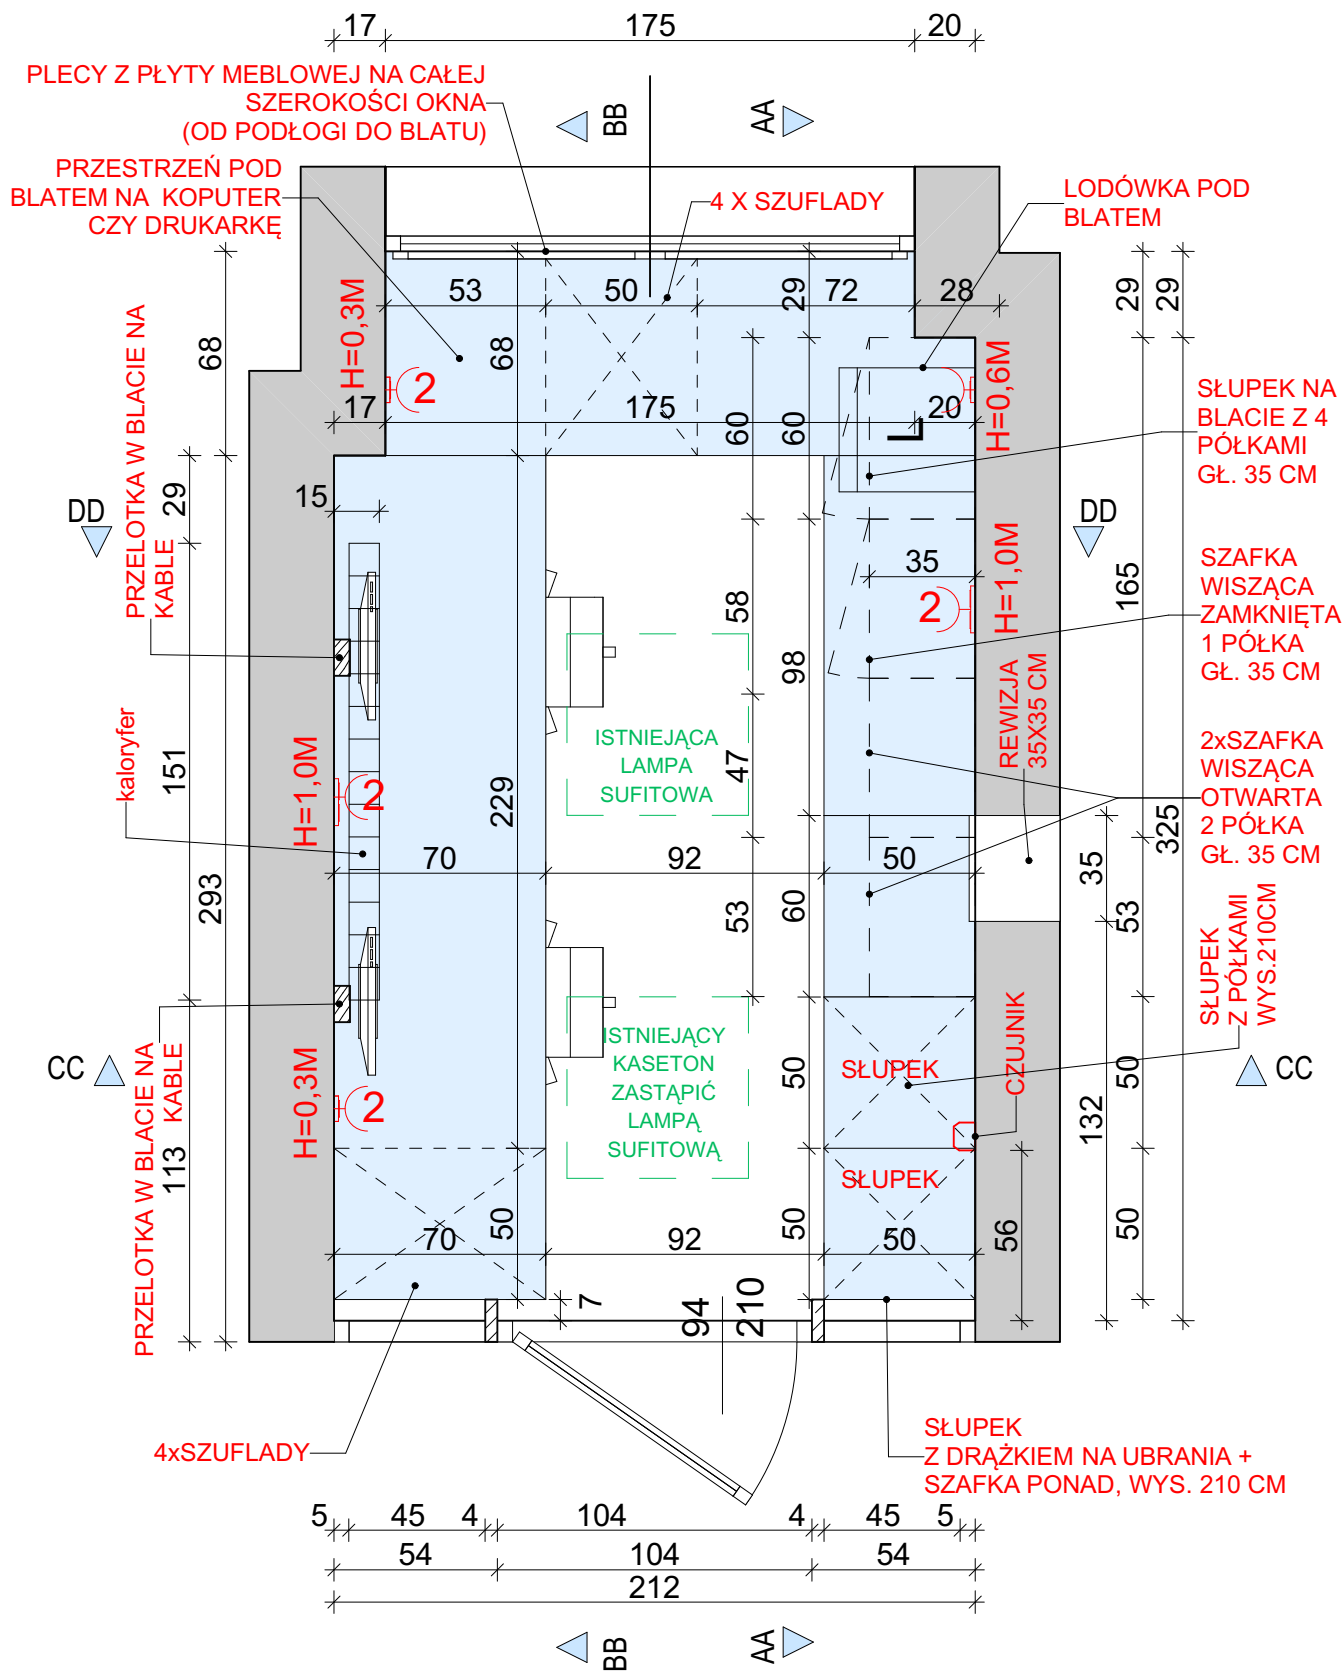 17
175
20
PLECY Z PŁYTY MEBLOWEJ NA CAŁEJ
SZEROKOŚCI OKNA
(OD PODŁOGI DO BLATU)
BB
AA
PRZESTRZEŃ POD
BLATEM NA KOPUTER
CZY DRUKARKĘ
4 X SZUFLADY
LODÓWKA POD
BLATEM
53
50
72
28
29
29
29
68
68
H=0,3M
2
17
175
20
60
60
H=0,6M
SŁUPEK NA
BLACIE Z 4
PÓŁKAMI
GŁ. 35 CM
PRZELOTKA W BLACIE NA
KABLE
29
15
DD
DD
35
58
98
2
H=1,0M
165
SZAFKA
WISZĄCA
ZAMKNIĘTA
1 PÓŁKA
GŁ. 35 CM
REWIZJA
35X35 CM
ISTNIEJĄCA
LAMPA
SUFITOWA
47
kaloryfer
151
H=1,0M
2
229
2xSZAFKA
WISZĄCA
OTWARTA
2 PÓŁKA
GŁ. 35 CM
325
35
293
70
92
50
53
60
53
SŁUPEK
Z PÓŁKAMI
WYS.210CM
ISTNIEJĄCY
KASETON
ZASTĄPIĆ
LAMPĄ
SUFITOWĄ
CC
CC
H=0,3M
2
50
SŁUPEK
CZUJNIK
132
50
PRZELOTKA W BLACIE NA
KABLE
113
SŁUPEK
50
50
56
50
70
92
50
7
94
210
4xSZUFLADY
SŁUPEK
Z DRĄŻKIEM NA UBRANIA +
SZAFKA PONAD, WYS. 210 CM
5
45
4
104
4
45
5
54
104
54
212
BB
AA